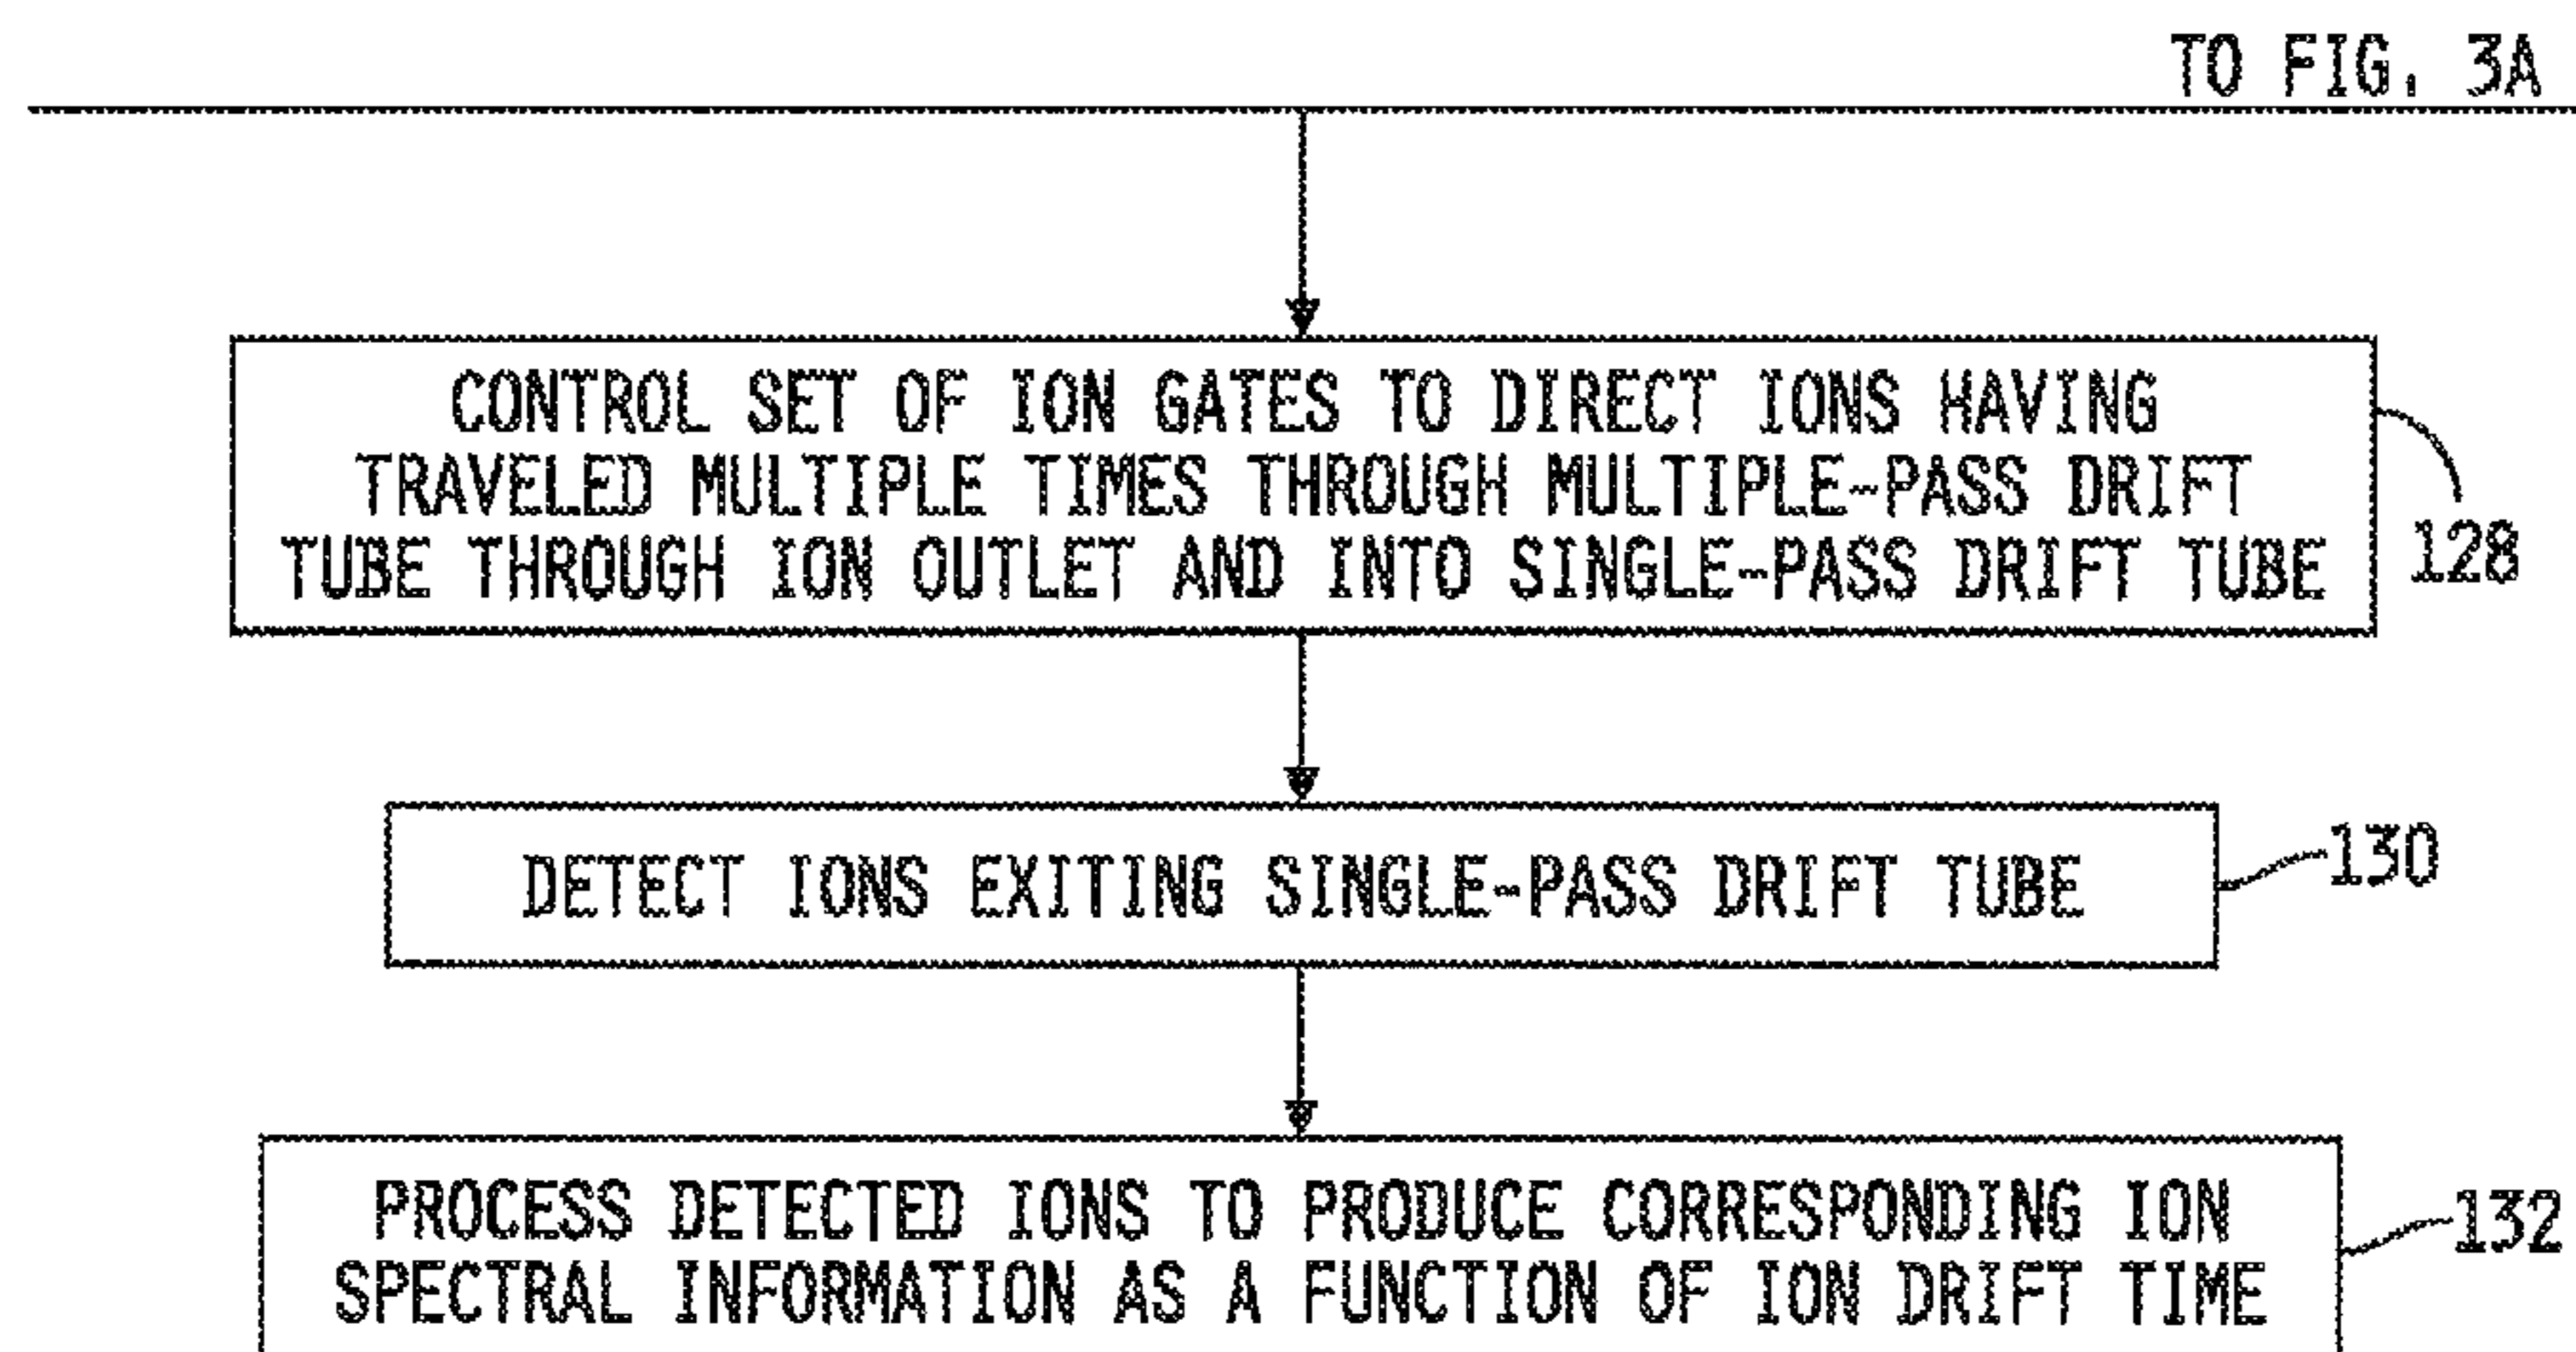 TO FIG. 3A
CONTROL SET OF ION GATES TO DIRECT IONS HAVING
TRAVELED MULTIPLE TIMES THROUGH MULTIPLE-PASS DRIFT
TUBE THROUGH ION OUTLET AND INTO SINGLE-PASS DRIFT TUBE
128
DETECT IONS EXITING SINGLE-PASS DRIFT TUBE
130
PROCESS DETECTED IONS TO PRODUCE CORRESPONDING ION
SPECTRAL INFORMATION AS A FUNCTION OF ION DRIFT TIME
132